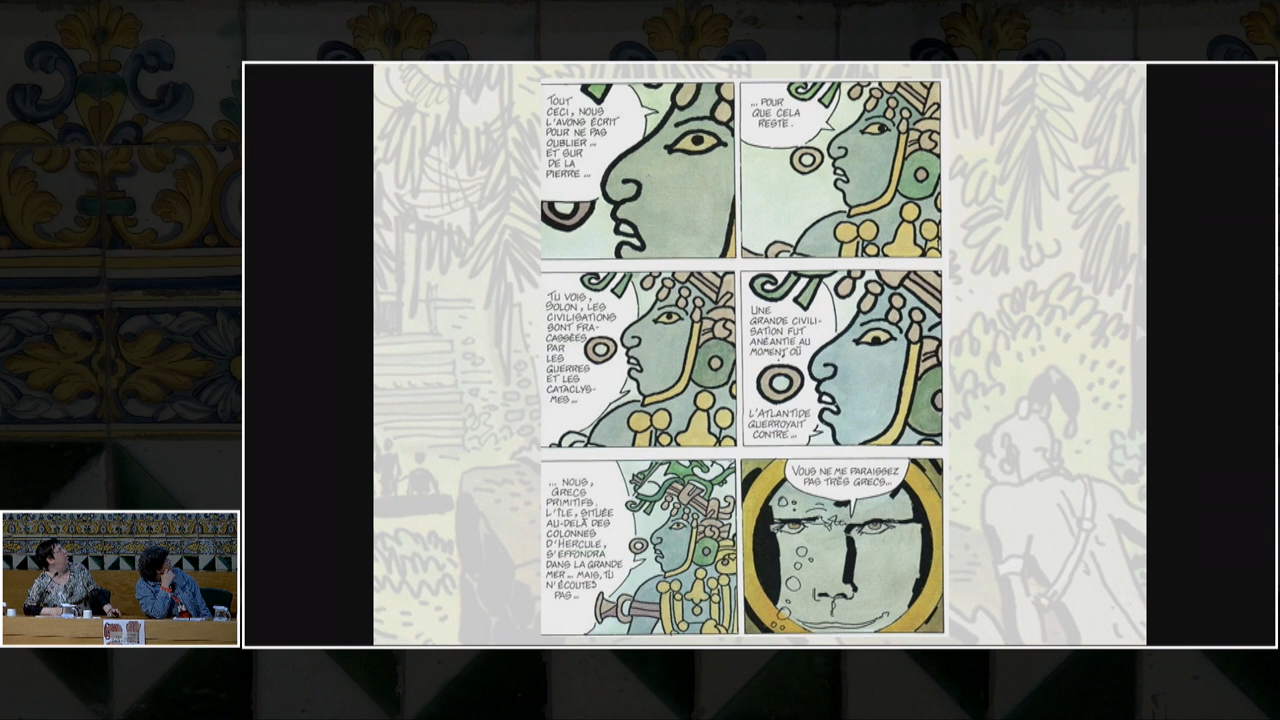 TOUT
CECI, NOUS
L'AVONS ÉCRIT
POUR NE PAS
OUBLIER...
ET SUR
DE LA
PIERRE...
... POUR
QUE CELA
RESTE.
TU VOIS,
SOLON, LES
CIVILISATIONS
SONT FRA-
CASSÉES
PAR
LES
GUERRES
ET LES
CATACLYS-
MES...
UNE
GRANDE CIVILI-
SATION FUT
ANÉANTIE AU
MOMENT OÙ
L'ATLANTIDE
GUERROYAIT
CONTRE...
... NOUS,
GRECS
PRIMITIFS.
L'ÎLE, SITUÉE
AU-DELÀ DES
COLONNES
D'HERCULE,
S'EFFONDRA
DANS LA GRANDE
MER... MAIS, TU
N'ÉCOUTES
PAS...
VOUS NE ME PARAISSEZ
PAS TRÈS GRECS...